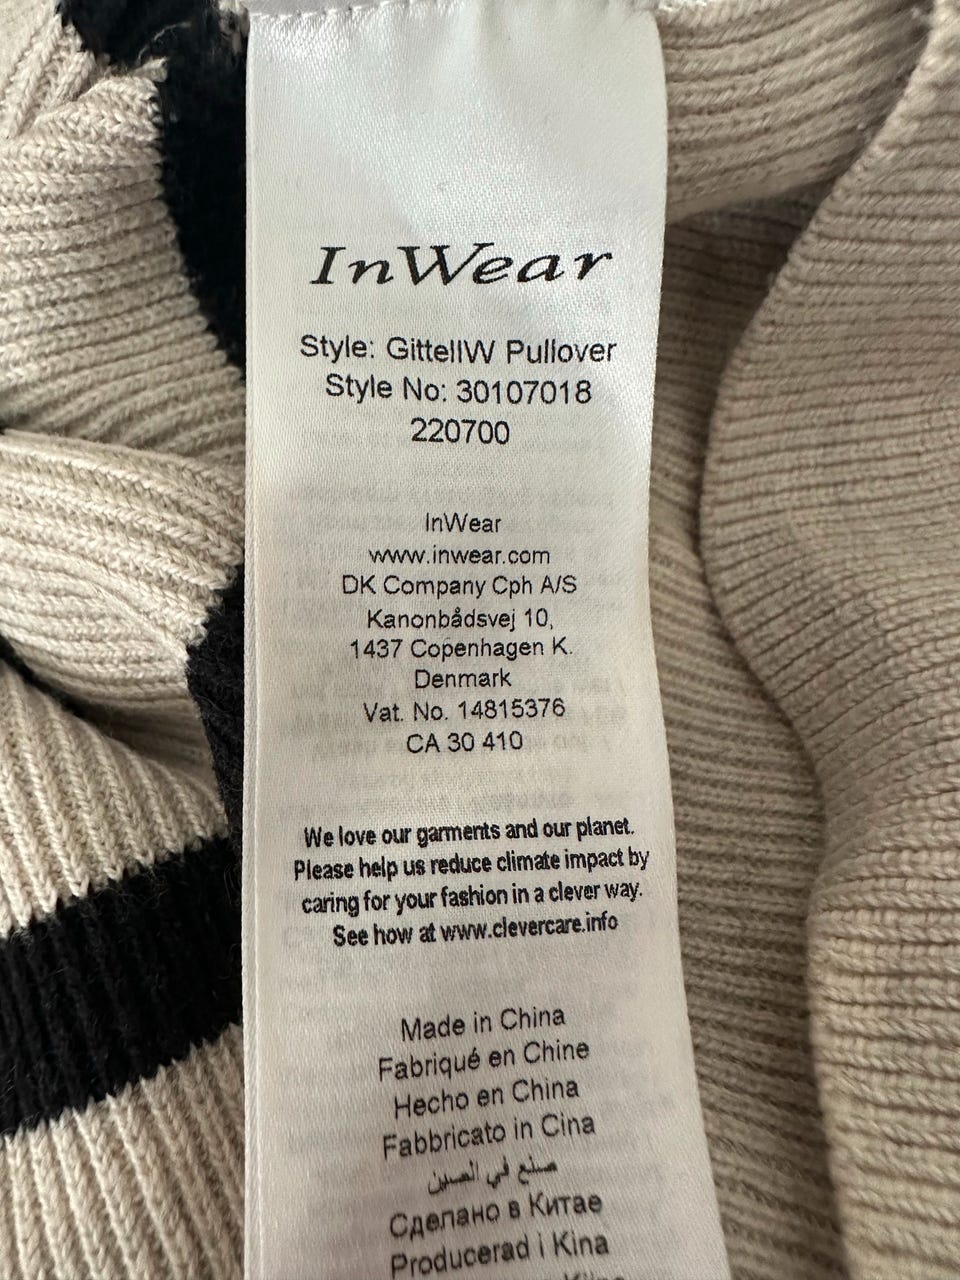 InWear
Style: GittelIW Pullover
Style No: 30107018
220700
InWear
www.inwear.com
DK Company Cph A/S
Kanonbådsvej 10,
1437 Copenhagen K.
Denmark
Vat. No. 14815376
CA 30 410
We love our garments and our planet.
Please help us reduce climate impact by
caring for your fashion in a clever way.
See how at www.clevercare.info
Made in China
Fabriqué en Chine
Hecho en China
Fabbricato in Cina
صنع في الصين
Сделано в Китае
Producerad i Kina